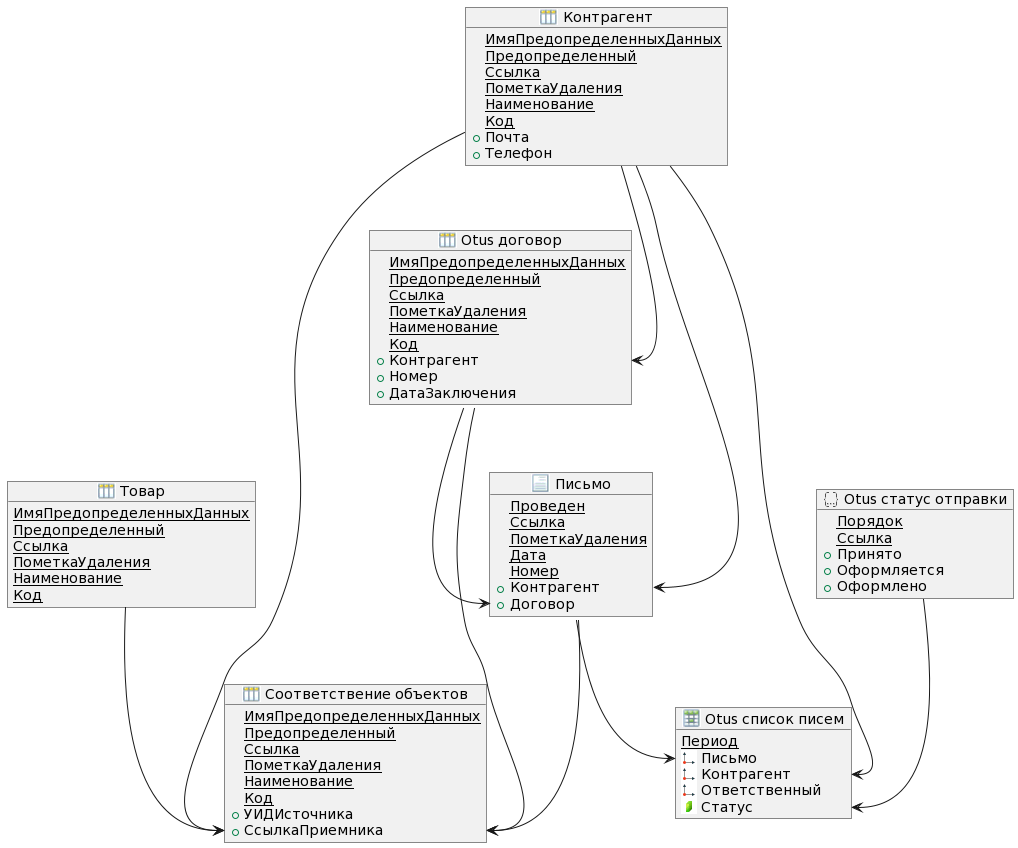 Контрагент
ИмяПредопределенныхДанных
Предопределенный
Ссылка
ПометкаУдаления
Наименование
Код
Почта
Телефон
Otus договор
ИмяПредопределенныхДанных
Предопределенный
Ссылка
ПометкаУдаления
Наименование
Код
Контрагент
Номер
ДатаЗаключения
Товар
ИмяПредопределенныхДанных
Предопределенный
Ссылка
ПометкаУдаления
Наименование
Код
Письмо
Проведен
Ссылка
ПометкаУдаления
Дата
Номер
Контрагент
Договор
Otus статус отправки
Порядок
Ссылка
Принято
Оформляется
Оформлено
Соответствение объектов
ИмяПредопределенныхДанных
Предопределенный
Ссылка
ПометкаУдаления
Наименование
Код
УИДИсточника
СсылкаПриемника
Otus список писем
Период
Письмо
Контрагент
Ответственный
Статус